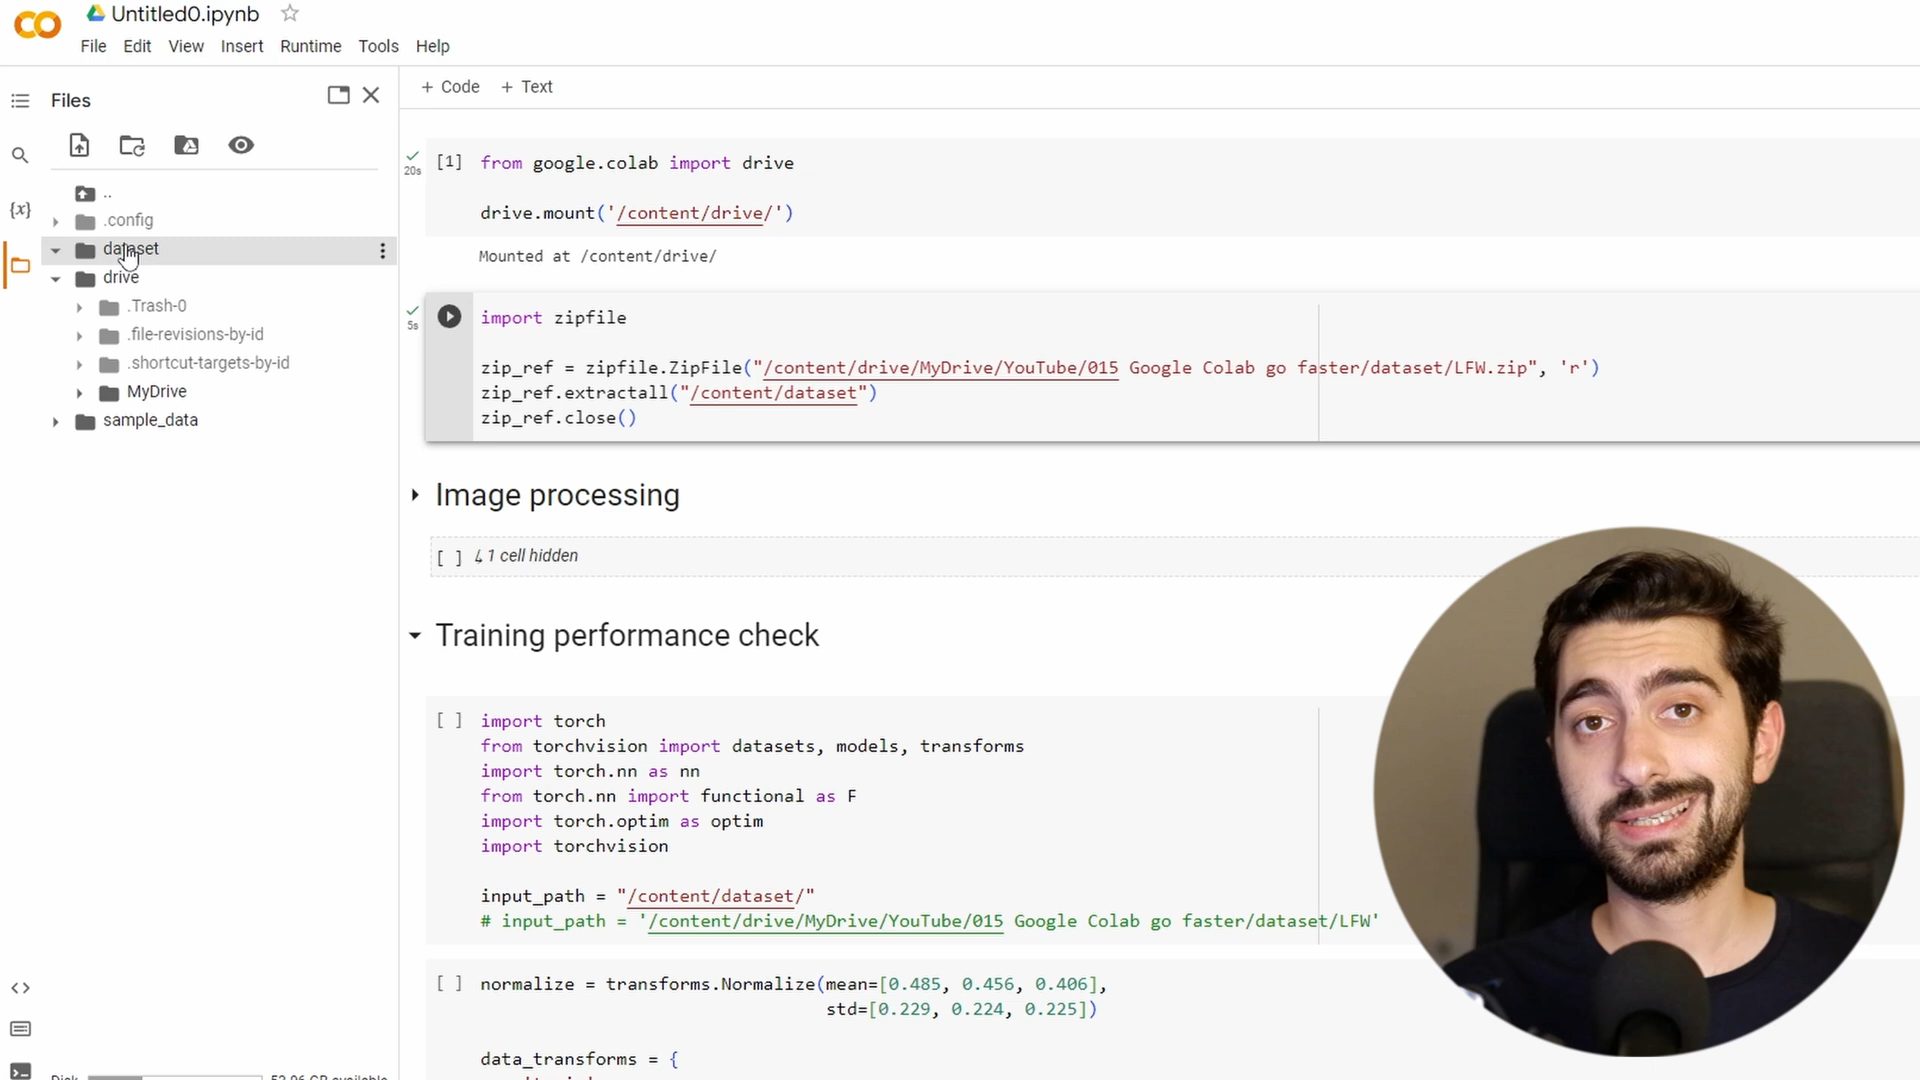 Untitled0.ipynb
File Edit View Insert Runtime Tools Help
Files
+ Code + Text
..
.config
dataset
drive
.Trash-0
.file-revisions-by-id
.shortcut-targets-by-id
MyDrive
sample_data
{x}
20s
[1] from google.colab import drive
drive.mount('/content/drive/')
Mounted at /content/drive/
5s
import zipfile
zip_ref = zipfile.ZipFile("/content/drive/MyDrive/YouTube/015 Google Colab go faster/dataset/LFW.zip", 'r')
zip_ref.extractall("/content/dataset")
zip_ref.close()
Image processing
[ ] ↳ 1 cell hidden
Training performance check
[ ] import torch
from torchvision import datasets, models, transforms
import torch.nn as nn
from torch.nn import functional as F
import torch.optim as optim
import torchvision
input_path = "/content/dataset/"
# input_path = '/content/drive/MyDrive/YouTube/015 Google Colab go faster/dataset/LFW'
[ ] normalize = transforms.Normalize(mean=[0.485, 0.456, 0.406],
std=[0.229, 0.224, 0.225])
data_transforms = {
Disk 53.96 GB available